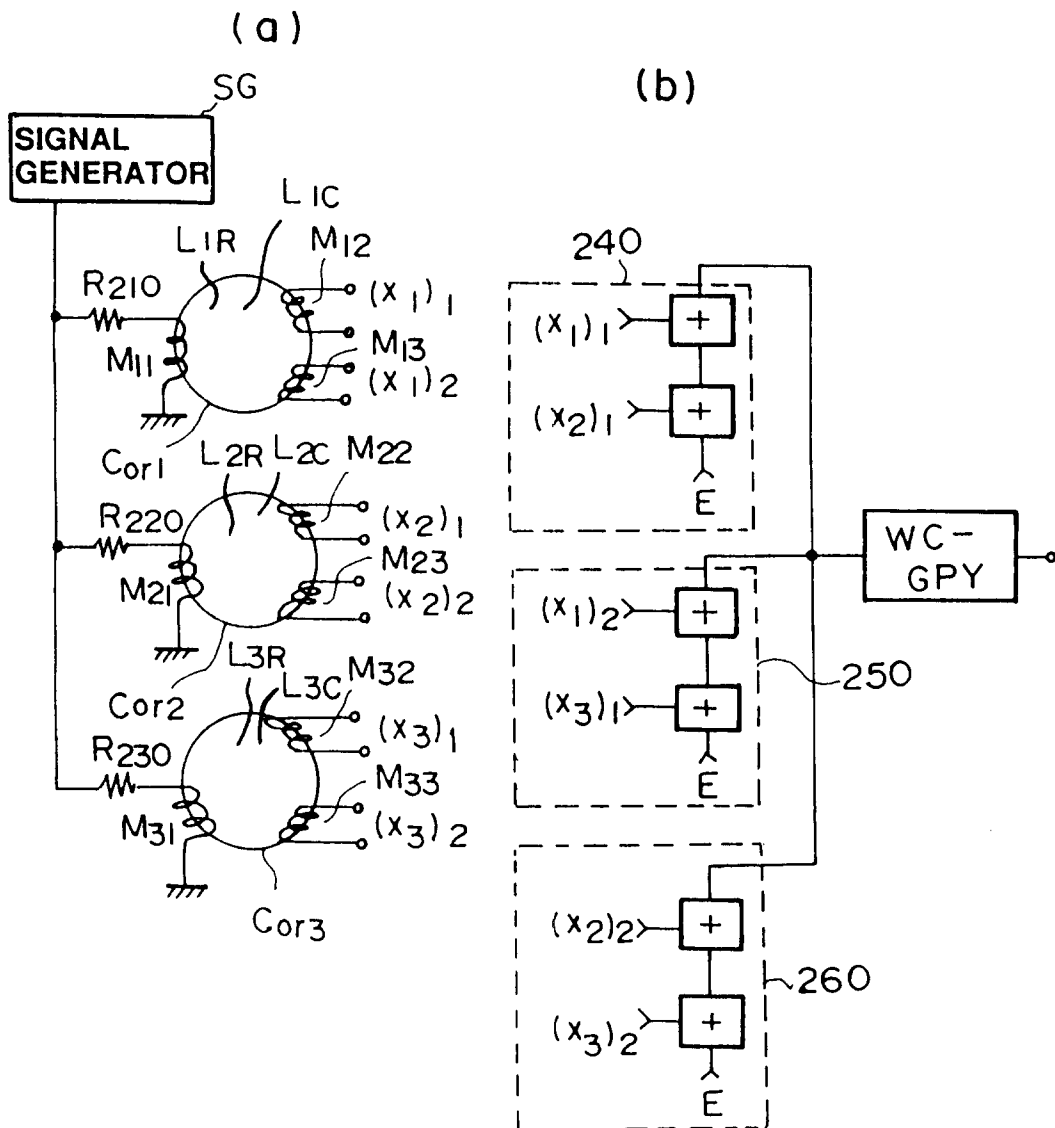 (a)
SG
SIGNAL
GENERATOR
L1R
L1C
M12
R210
(x1)1
M13
M11
(x1)2
Cor1
L2R
L2C
M22
R220
(x2)1
M23
M21
(x2)2
Cor2
L3R
L3C
M32
R230
(x3)1
M33
M31
(x3)2
Cor3
(b)
240
(x1)1
+
(x2)1
+
E
WC-
GPY
(x1)2
+
250
(x3)1
+
E
(x2)2
+
260
(x3)2
+
E